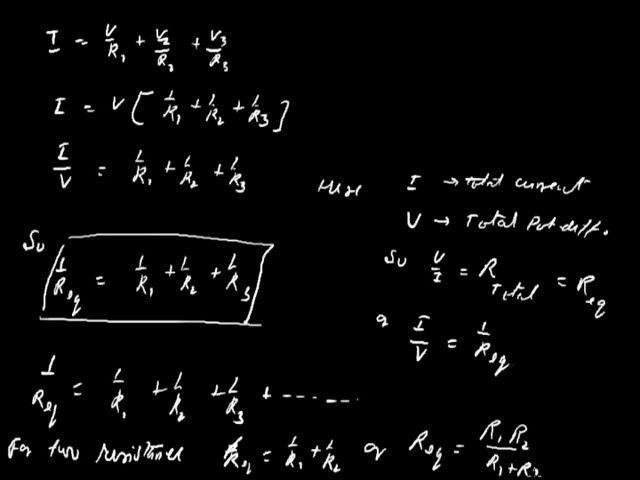 I = V/R₁ + V₂/R₂ + V₃/R₃
I = V [ 1/R₁ + 1/R₂ + 1/R₃ ]
I/V = 1/R₁ + 1/R₂ + 1/R₃
Here I → total current
V → Total Pot. diff.
So V/I = R Total = R eq
or I/V = 1/Req
So 1/Req = 1/R₁ + 1/R₂ + 1/R₃
1/Req = 1/R₁ + 1/R₂ + 1/R₃ + -------
For two resistance Req = 1/R₁ + 1/R₂ or Req = R₁R₂/R₁+R₂